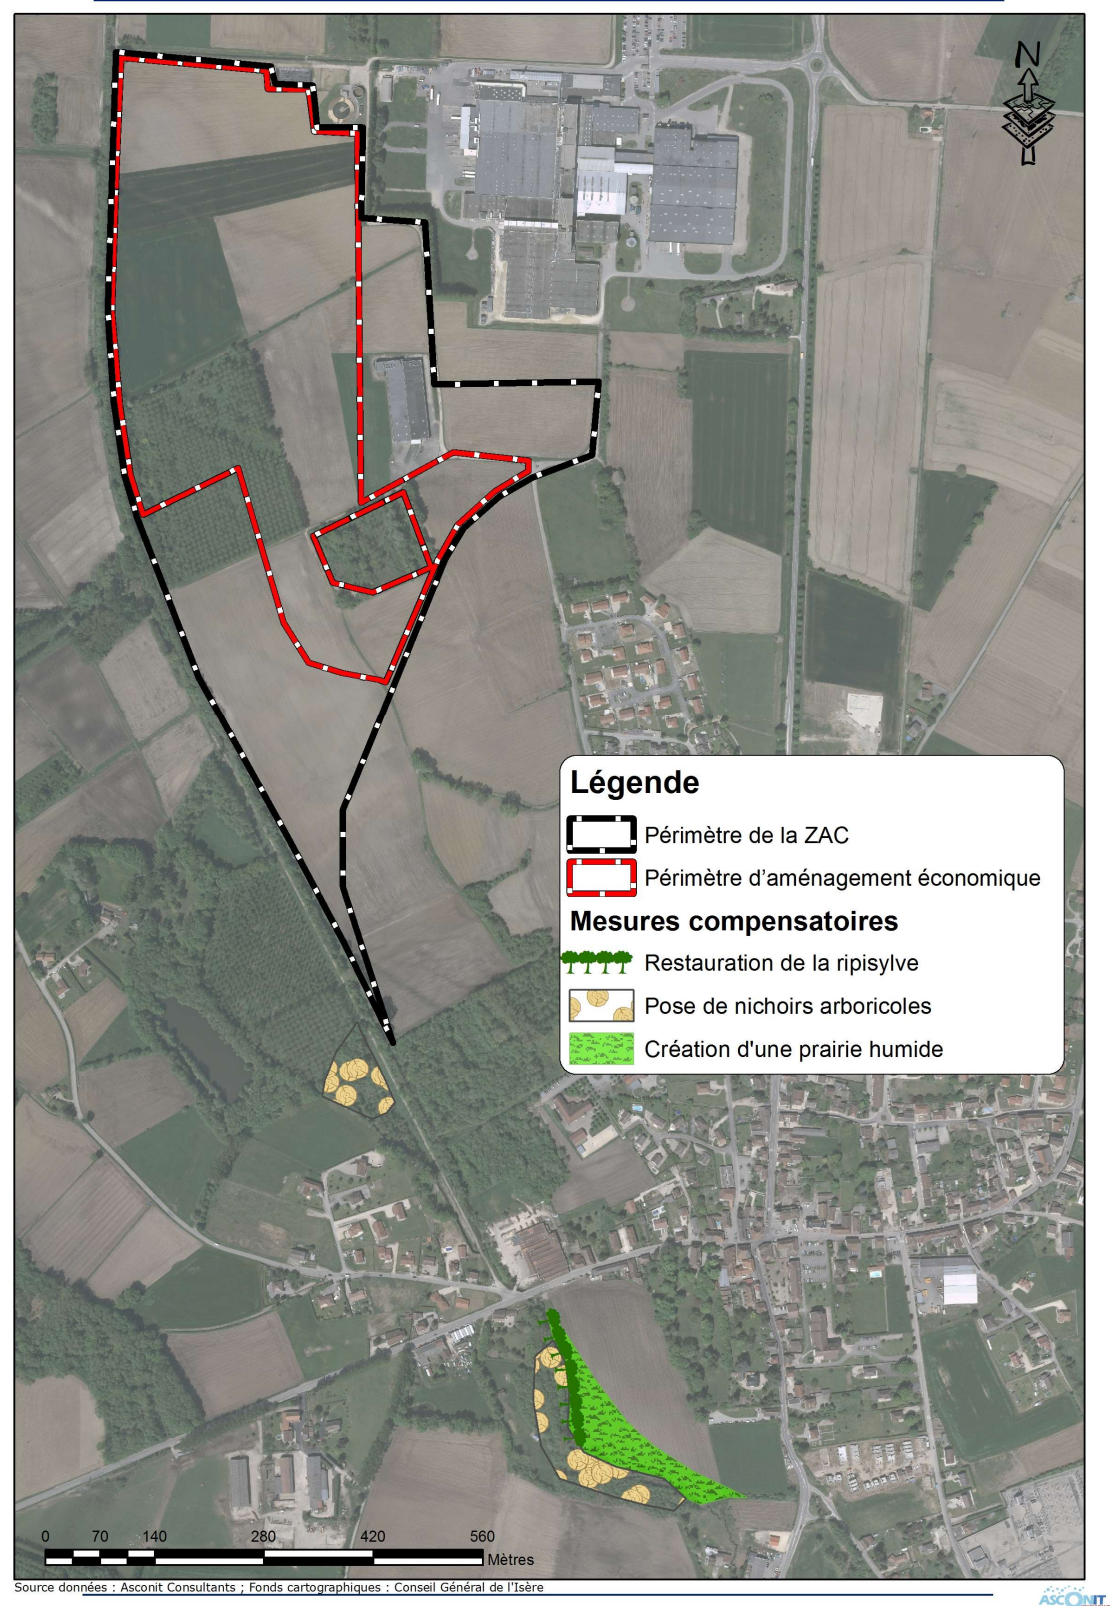 N
Légende
Périmètre de la ZAC
Périmètre d’aménagement économique
Mesures compensatoires
Restauration de la ripisylve
Pose de nichoirs arboricoles
Création d'une prairie humide
0 70 140 280 420 560
Mètres
Source données : Asconit Consultants ; Fonds cartographiques : Conseil Général de l'Isère
ASCONIT